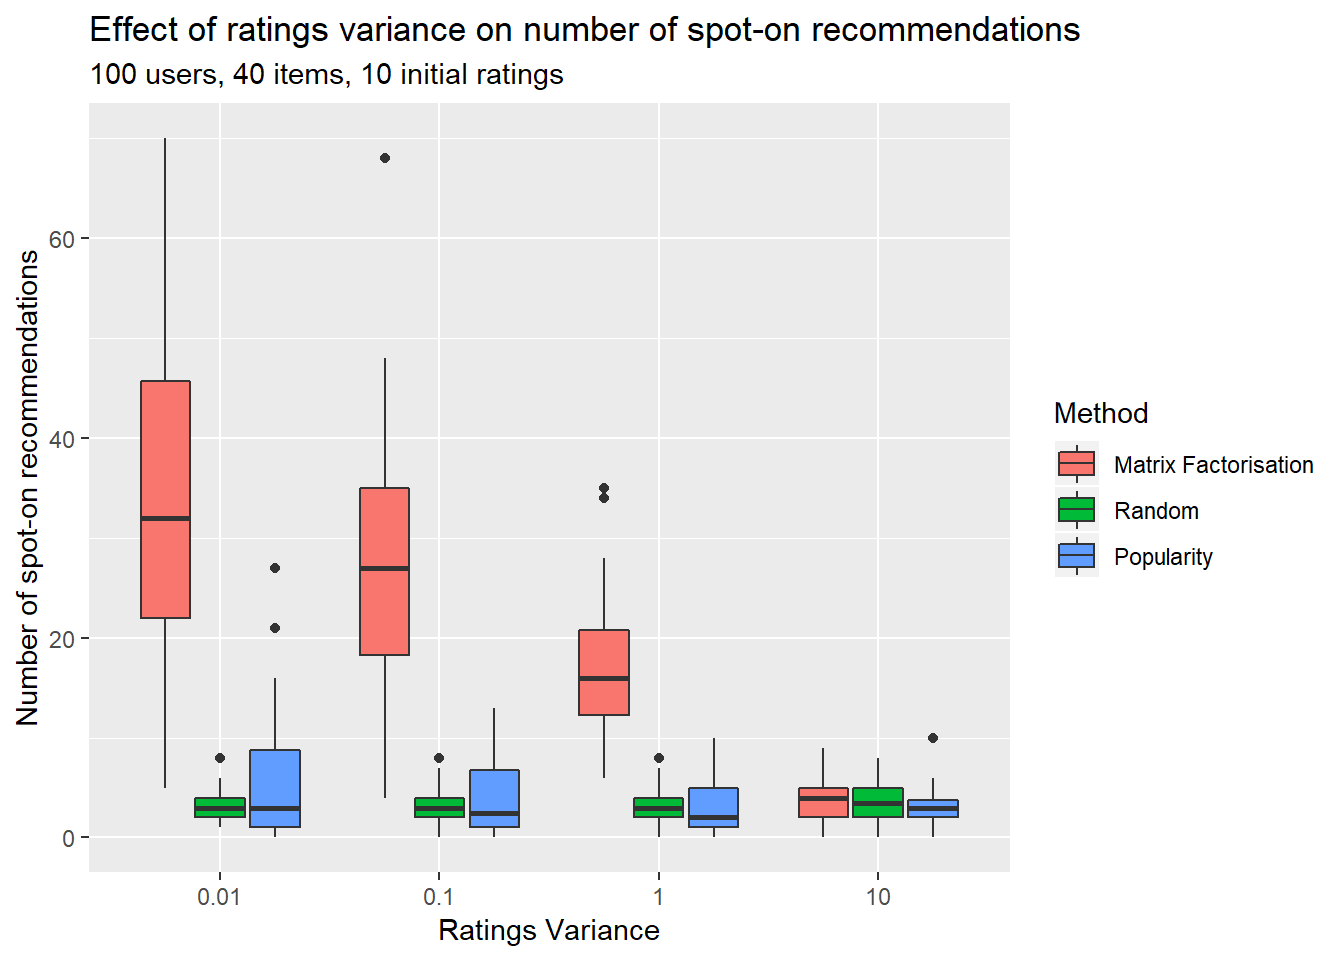 Effect of ratings variance on number of spot-on recommendations
100 users, 40 items, 10 initial ratings
Number of spot-on recommendations
60
40
20
0
0.01
0.1
1
10
Ratings Variance
Method
Matrix Factorisation
Random
Popularity